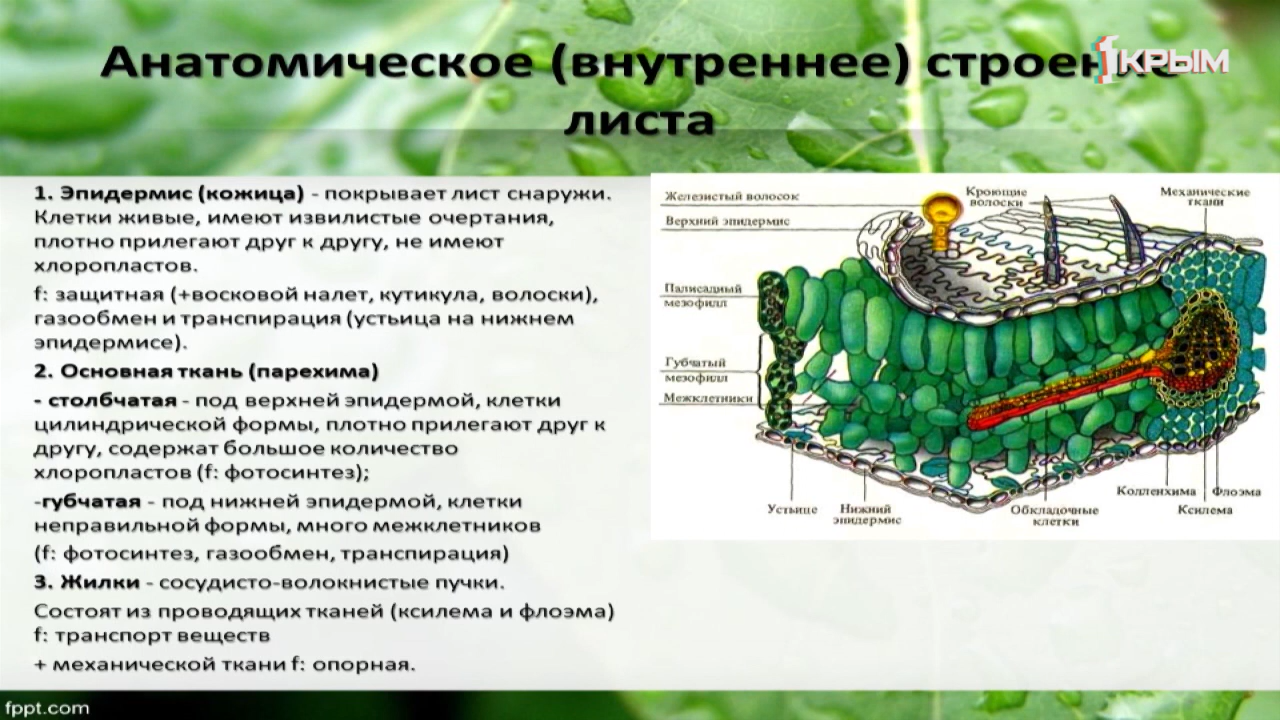 Анатомическое (внутреннее) строение
листа
1КРЫМ
1. Эпидермис (кожица) - покрывает лист снаружи.
Клетки живые, имеют извилистые очертания,
плотно прилегают друг к другу, не имеют
хлоропластов.
f: защитная (+восковой налет, кутикула, волоски),
газообмен и транспирация (устьица на нижнем
эпидермисе).
2. Основная ткань (парехима)
- столбчатая - под верхней эпидермой, клетки
цилиндрической формы, плотно прилегают друг к
другу, содержат большое количество
хлоропластов (f: фотосинтез);
-губчатая - под нижней эпидермой, клетки
неправильной формы, много межклетников
(f: фотосинтез, газообмен, транспирация)
3. Жилки - сосудисто-волокнистые пучки.
Состоят из проводящих тканей (ксилема и флоэма)
f: транспорт веществ
+ механической ткани f: опорная.
Железистый волосок
Верхний эпидермис
Кроющие
волоски
Механические
ткани
Палисадный
мезофилл
Губчатый
мезофилл
Межклетники
Устьице
Нижний
эпидермис
Обкладочные
клетки
Колленхима
Флоэма
Ксилема
fppt.com